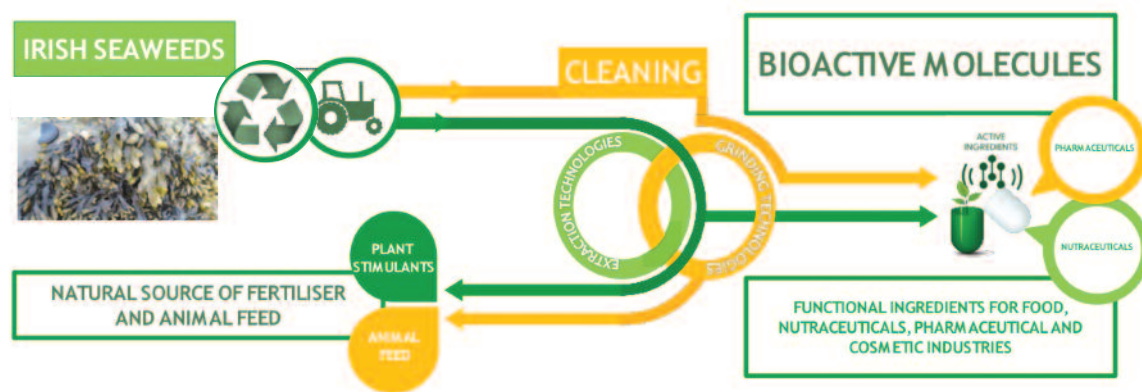 IRISH SEAWEEDS
CLEANING
BIOACTIVE MOLECULES
EXTRACTION TECHNOLOGIES
GRINDING TECHNOLOGIES
ACTIVE
INGREDIENTS
PHARMACEUTICALS
NUTRACEUTICALS
PLANT
STIMULANTS
NATURAL SOURCE OF FERTILISER
AND ANIMAL FEED
ANIMAL
FEED
FUNCTIONAL INGREDIENTS FOR FOOD,
NUTRACEUTICALS, PHARMACEUTICAL AND
COSMETIC INDUSTRIES